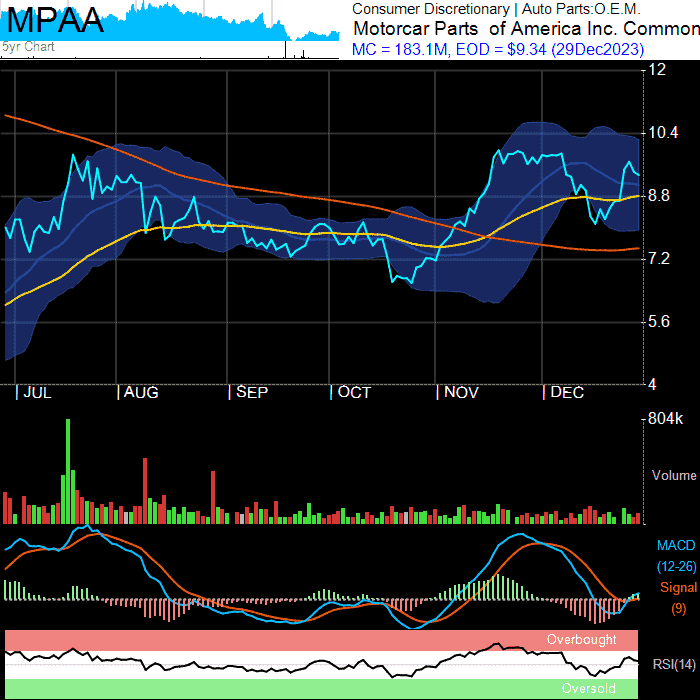 MPAA
5yr Chart
Consumer Discretionary | Auto Parts:O.E.M.
Motorcar Parts of America Inc. Common
MC = 183.1M, EOD = $9.34 (29Dec2023)
12
10.4
8.8
7.2
5.6
4
JUL AUG SEP OCT NOV DEC
804k
Volume
MACD
(12-26)
Signal
(9)
Overbought
RSI(14)
Oversold